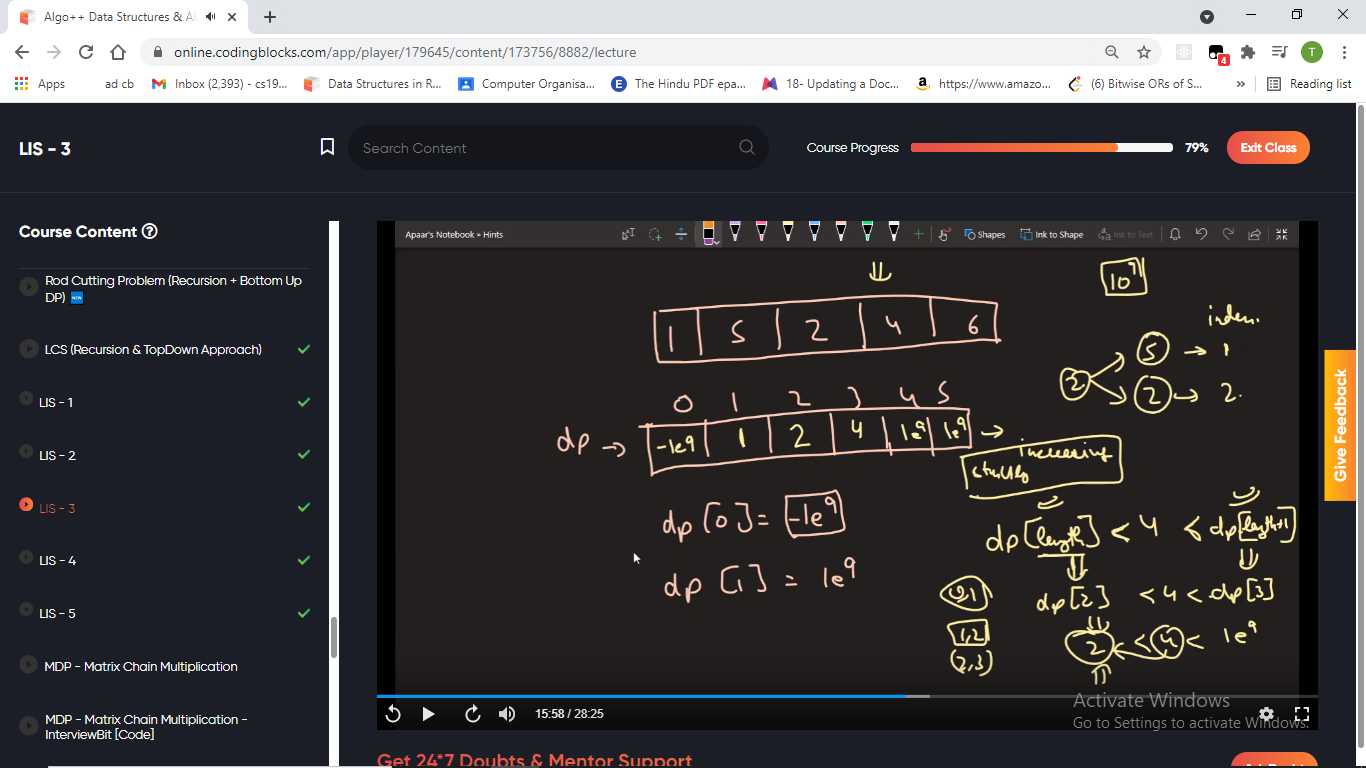 Algo++ Data Structures & A
online.codingblocks.com/app/player/179645/content/173756/8882/lecture
4
T
Apps
ad cb
Inbox (2,393) - cs19...
Data Structures in R...
Computer Organisa...
E The Hindu PDF epa...
18- Updating a Doc...
https://www.amazo...
(6) Bitwise ORs of S...
»
Reading list
LIS - 3
Search Content
Course Progress
79%
Exit Class
Course Content ?
Rod Cutting Problem (Recursion + Bottom Up
DP) NEW
LCS (Recursion & TopDown Approach)
LIS - 1
LIS - 2
LIS - 3
LIS - 4
LIS - 5
MDP - Matrix Chain Multiplication
MDP - Matrix Chain Multiplication -
InterviewBit [Code]
Apaar's Notebook » Hints
Shapes
Ink to Shape
Ink to Text
1 5 2 4 6
0 1 2 3 4 5
dp → -1e9 1 2 4 1e9 1e9 →
dp [0] = -1e9
dp [1] = 1e9
2 5 → 1
2 → 2
increasing
strictly
dp[length] < 4 < dp[length+1]
dp[2] < 4 < dp[3]
2 < 4 < 1e9
0,1
1,2
(2,3)
15:58 / 28:25
Activate Windows
Go to Settings to activate Windows.
Give Feedback
Get 24*7 Doubts & Mentor Support